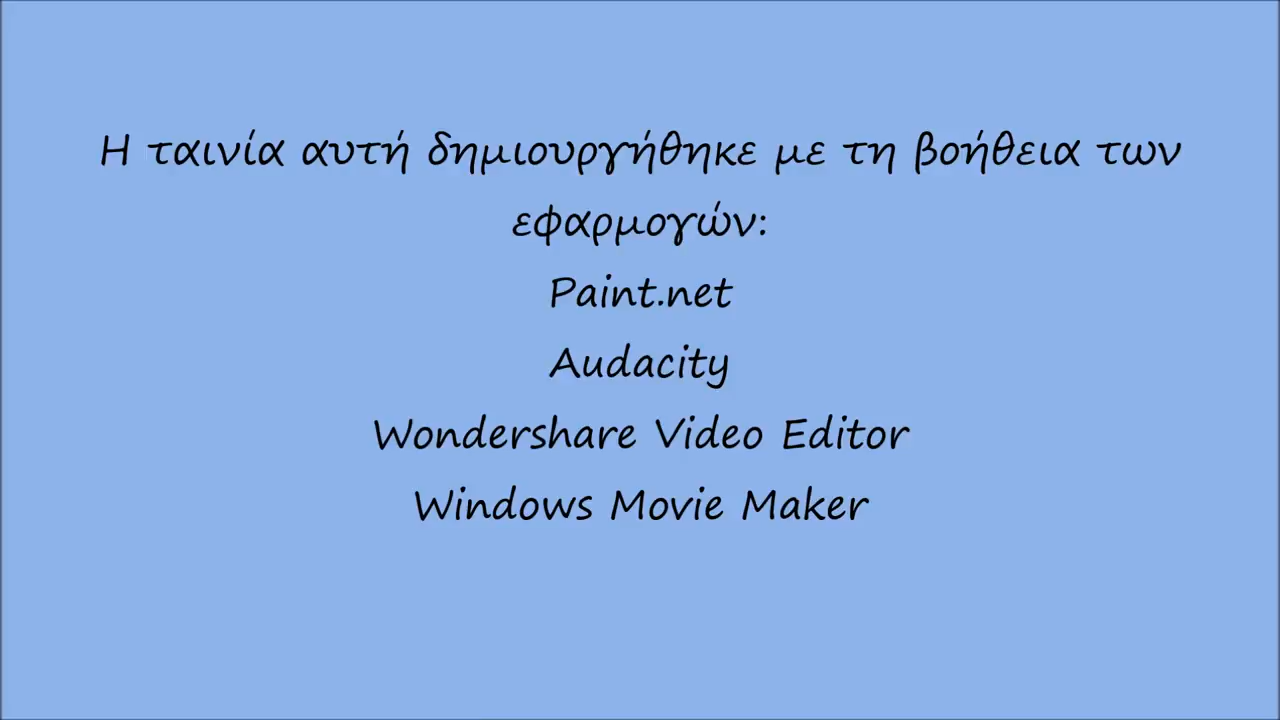 Η ταινία αυτή δημιουργήθηκε με τη βοήθεια των
εφαρμογών:
Paint.net
Audacity
Wondershare Video Editor
Windows Movie Maker